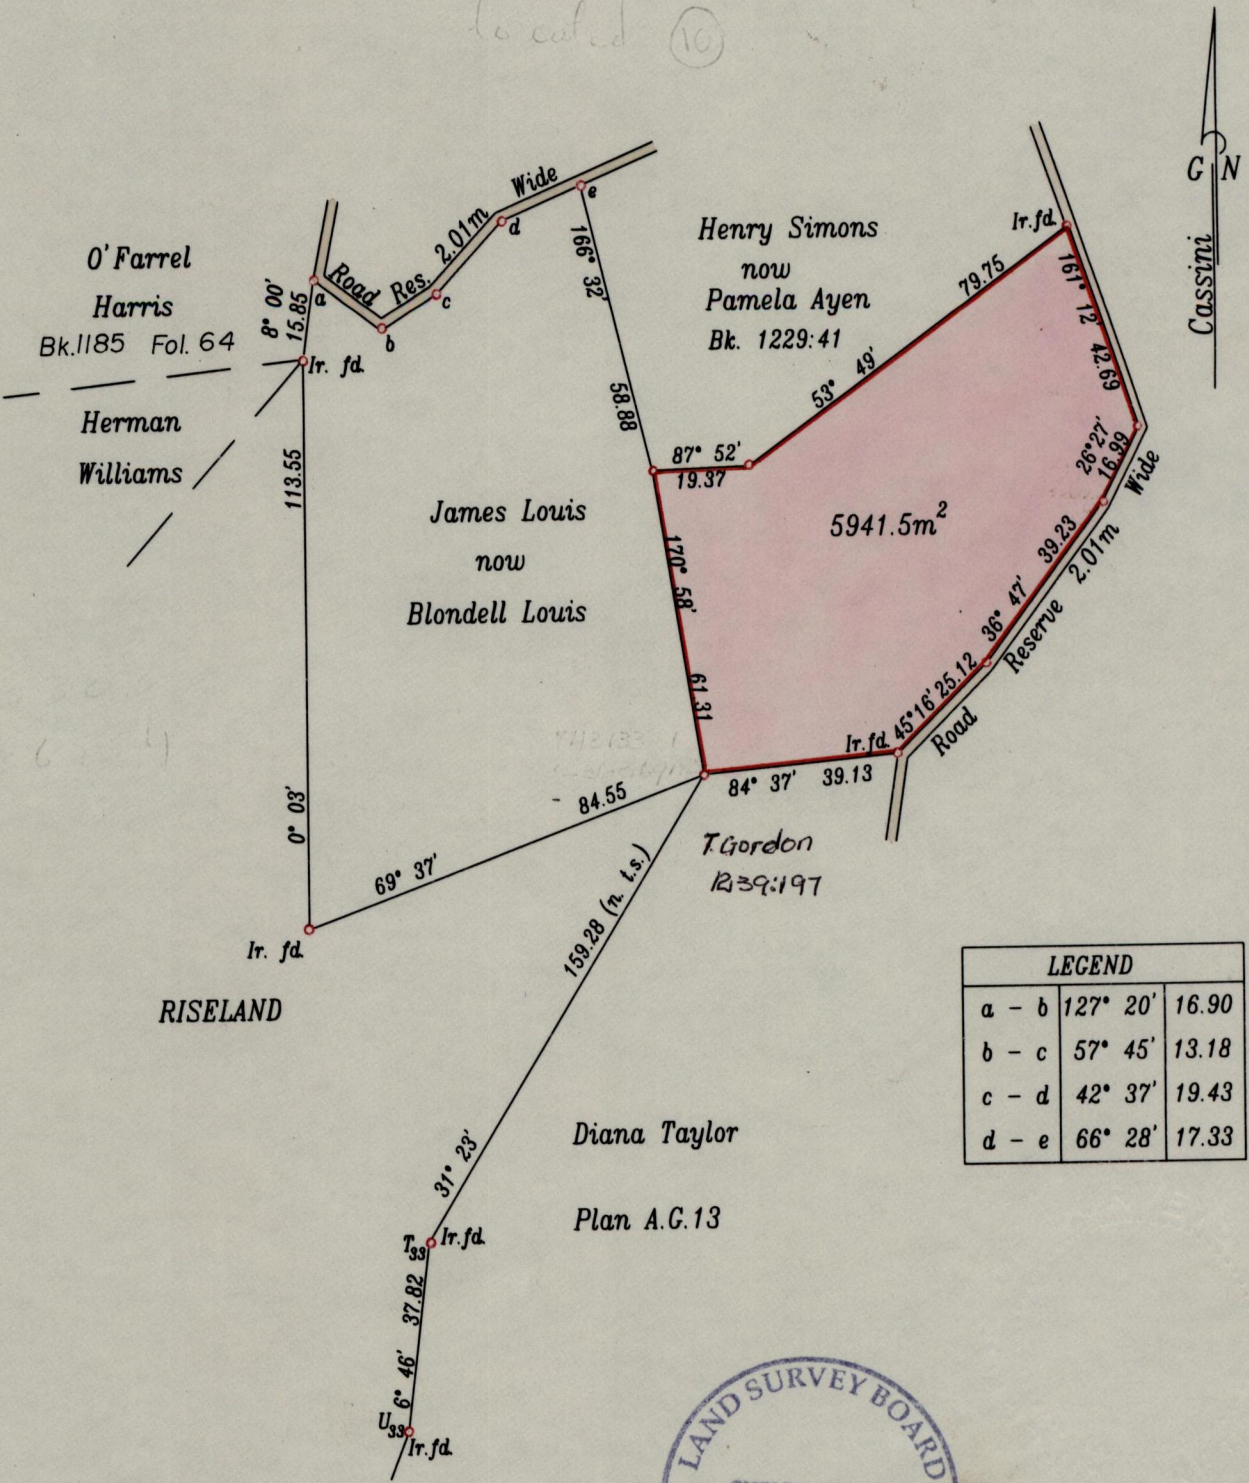 located (10)
G N
Cassini
O'Farrel
Harris
Bk.1185 Fol. 64
8° 00'
15.85
Road Res. 2.01m Wide
a
b
c
d
e
Ir. fd.
Herman
Williams
113.55
0° 03'
166° 32'
58.88
Henry Simons
now
Pamela Ayen
Bk. 1229:41
Ir.fd.
79.75
53° 49'
161° 12'
42.69
87° 52'
19.37
26°27'
16.99
5941.5m²
James Louis
now
Blondell Louis
170° 58'
61.31
39.23
36° 47'
45°16' 25.12
Road Reserve 2.01m Wide
Ir.fd.
84° 37' 39.13
84.55
69° 37'
T. Gordon
1239:197
159.28 (n. t.s.)
31° 23'
Ir. fd.
RISELAND
LEGEND
a - b 127° 20' 16.90
b - c 57° 45' 13.18
c - d 42° 37' 19.43
d - e 66° 28' 17.33
Diana Taylor
Plan A.G.13
T33 Ir.fd.
37.82
6° 46'
U33
Ir.fd.
LAND SURVEY BOARD